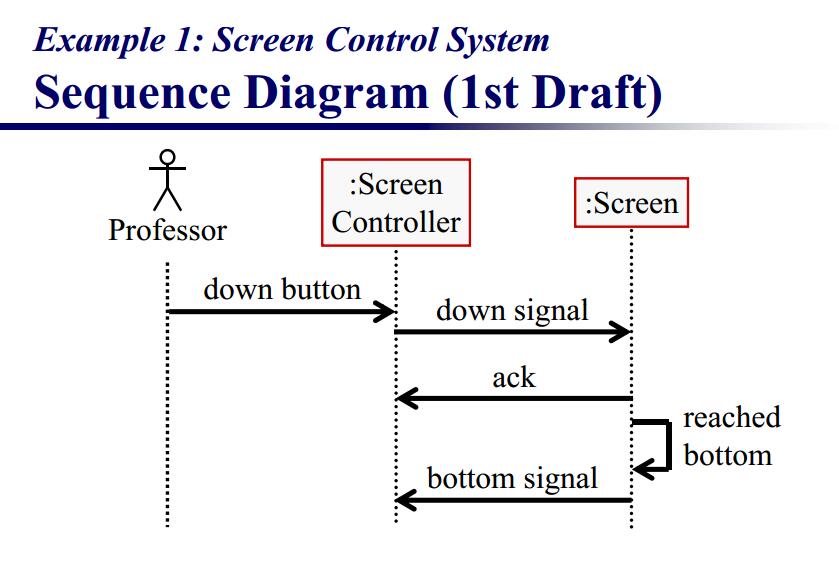 Example 1: Screen Control System
Sequence Diagram (1st Draft)
:Screen
Controller
:Screen
Professor
down button
down signal
ack
reached
bottom
bottom signal